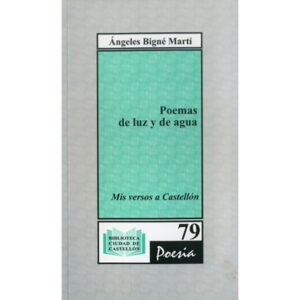 Ángeles Bigné Martí
Poemas
de luz y de agua
Mis versos a Castellón
BIBLIOTECA
CIUDAD DE
CASTELLÓN
79
Poesía